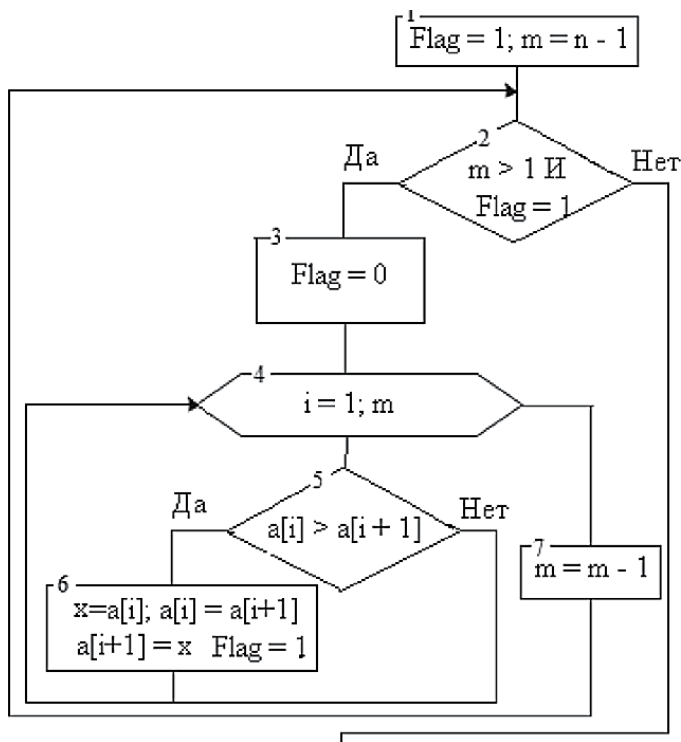 1
Flag = 1; m = n - 1
2
Да
Нет
m > 1 И
Flag = 1
3
Flag = 0
4
i = 1; m
5
Да
Нет
a[i] > a[i + 1]
6
x=a[i]; a[i] = a[i+1]
a[i+1] = x Flag = 1
7
m = m - 1